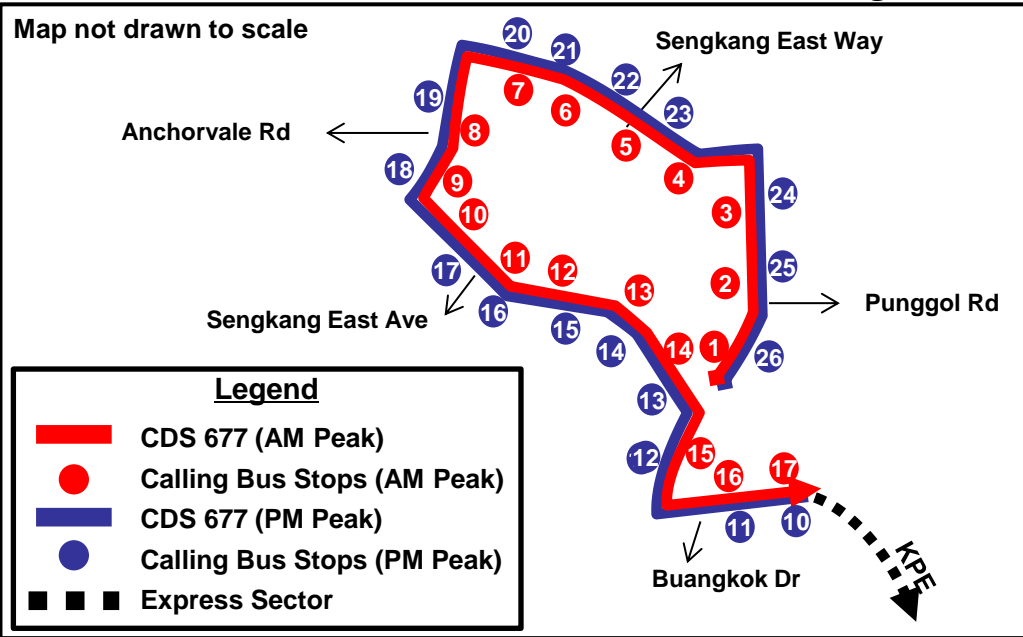 Map not drawn to scale
20
21
Sengkang East Way
22
23
19
7
6
5
4
8
Anchorvale Rd
18
9
10
24
3
25
2
17
11
12
13
16
15
14
Sengkang East Ave
Punggol Rd
14
1
26
13
Legend
CDS 677 (AM Peak)
Calling Bus Stops (AM Peak)
CDS 677 (PM Peak)
Calling Bus Stops (PM Peak)
Express Sector
12
15
16
17
11
10
KPE
Buangkok Dr